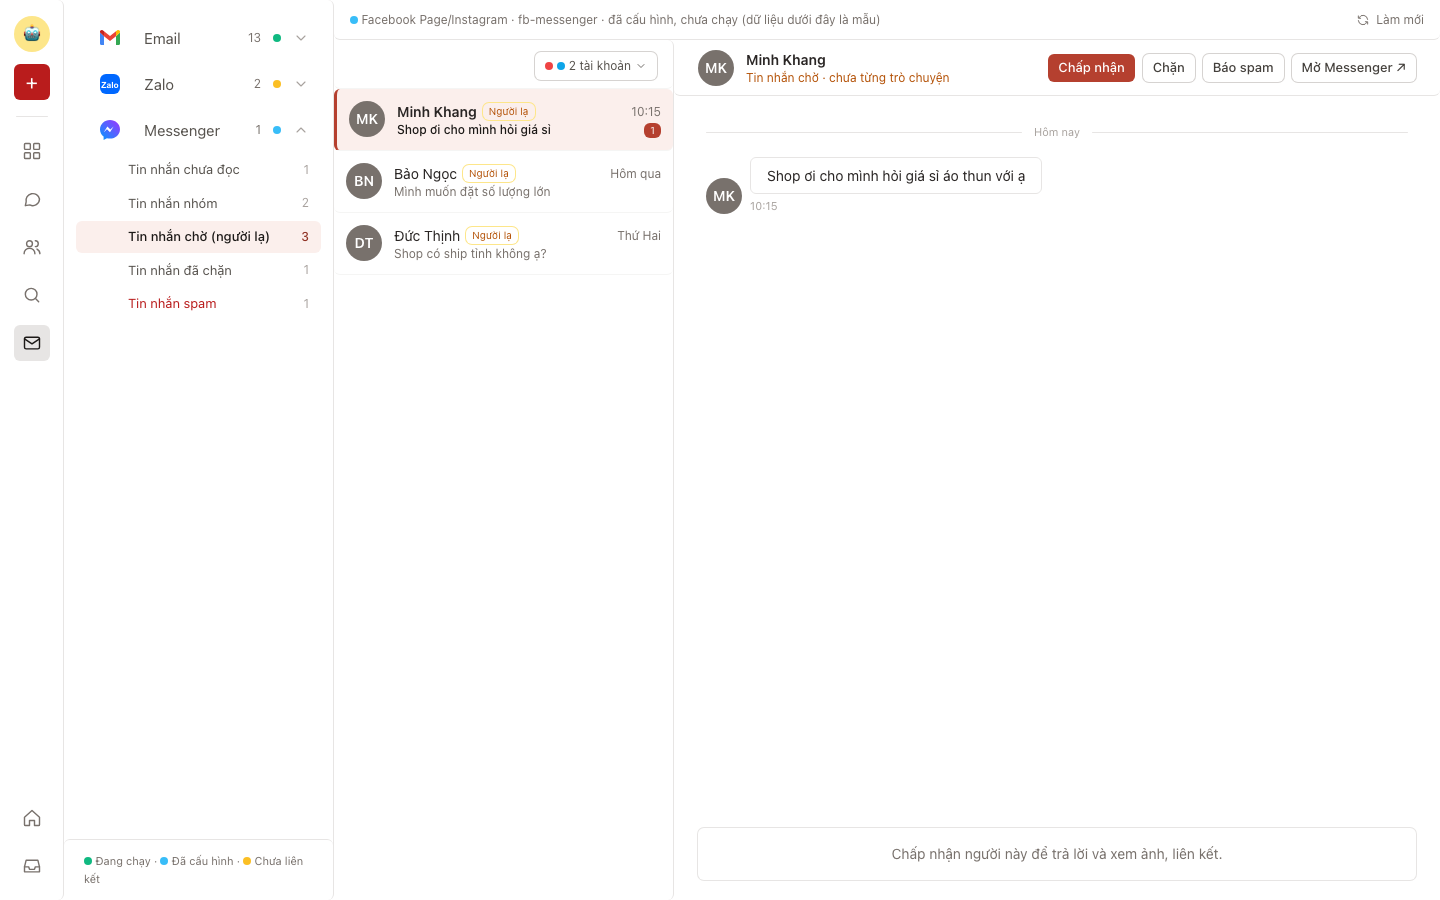 Email 13
Zalo
Zalo 2
Messenger 1
Tin nhắn chưa đọc 1
Tin nhắn nhóm 2
Tin nhắn chờ (người lạ) 3
Tin nhắn đã chặn 1
Tin nhắn spam 1
Đang chạy · Đã cấu hình · Chưa liên
kết
Facebook Page/Instagram · fb-messenger · đã cấu hình, chưa chạy (dữ liệu dưới đây là mẫu)
Làm mới
2 tài khoản
MK
Minh Khang Người lạ 10:15
Shop ơi cho mình hỏi giá sỉ 1
BN
Bảo Ngọc Người lạ Hôm qua
Mình muốn đặt số lượng lớn
DT
Đức Thịnh Người lạ Thứ Hai
Shop có ship tỉnh không ạ?
MK
Minh Khang
Tin nhắn chờ · chưa từng trò chuyện
Chấp nhận Chặn Báo spam Mở Messenger ↗
Hôm nay
Shop ơi cho mình hỏi giá sỉ áo thun với ạ
MK
10:15
Chấp nhận người này để trả lời và xem ảnh, liên kết.